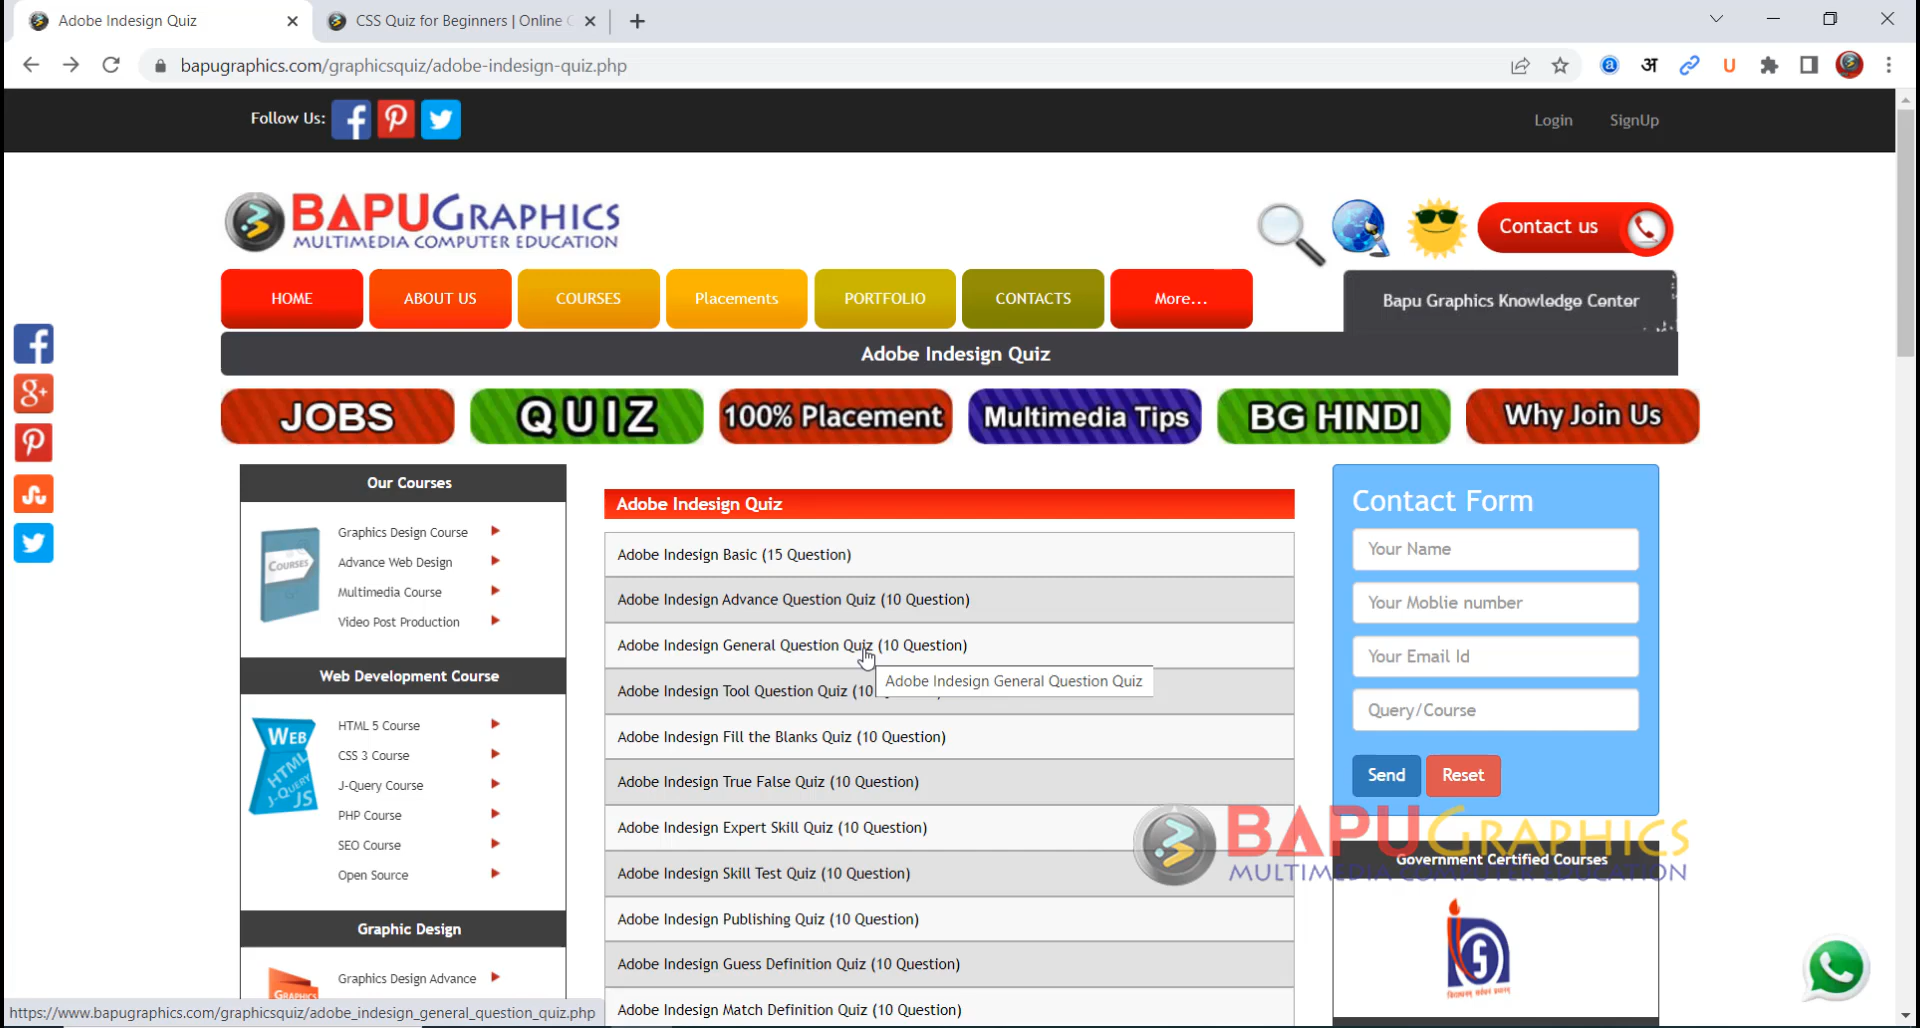 Adobe Indesign Quiz
CSS Quiz for Beginners | Online
bapugraphics.com/graphicsquiz/adobe-indesign-quiz.php
Follow Us:
Login
SignUp
BAPUGRAPHICS
MULTIMEDIA COMPUTER EDUCATION
Contact us
HOME
ABOUT US
COURSES
Placements
PORTFOLIO
CONTACTS
More...
Bapu Graphics Knowledge Center
Adobe Indesign Quiz
JOBS
QUIZ
100% Placement
Multimedia Tips
BG HINDI
Why Join Us
Our Courses
COURSES
Graphics Design Course
Advance Web Design
Multimedia Course
Video Post Production
Web Development Course
WEB
HTML
J-QUERY
JS
HTML 5 Course
CSS 3 Course
J-Query Course
PHP Course
SEO Course
Open Source
Graphic Design
GRAPHICS
Graphics Design Advance
Adobe Indesign Quiz
Adobe Indesign Basic (15 Question)
Adobe Indesign Advance Question Quiz (10 Question)
Adobe Indesign General Question Quiz (10 Question)
Adobe Indesign General Question Quiz
Adobe Indesign Tool Question Quiz (10
Adobe Indesign Fill the Blanks Quiz (10 Question)
Adobe Indesign True False Quiz (10 Question)
Adobe Indesign Expert Skill Quiz (10 Question)
Adobe Indesign Skill Test Quiz (10 Question)
Adobe Indesign Publishing Quiz (10 Question)
Adobe Indesign Guess Definition Quiz (10 Question)
Adobe Indesign Match Definition Quiz (10 Question)
Contact Form
Your Name
Your Moblie number
Your Email Id
Query/Course
Send
Reset
BAPUGRAPHICS
MULTIMEDIA COMPUTER EDUCATION
Government Certified Courses
https://www.bapugraphics.com/graphicsquiz/adobe_indesign_general_question_quiz.php